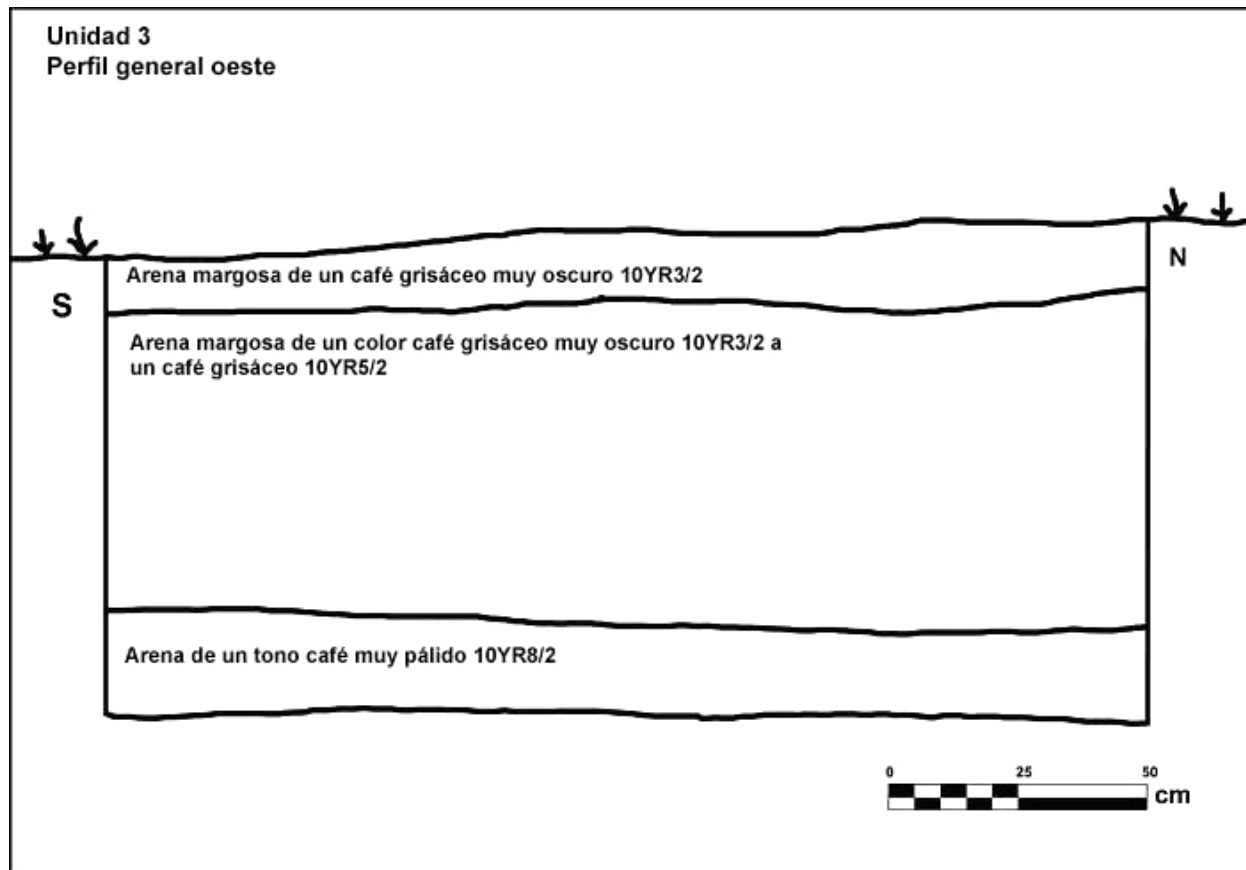 Unidad 3
Perfil general oeste
N
S
Arena margosa de un café grisáceo muy oscuro 10YR3/2
Arena margosa de un color café grisáceo muy oscuro 10YR3/2 a
un café grisáceo 10YR5/2
Arena de un tono café muy pálido 10YR8/2
0 25 50
cm